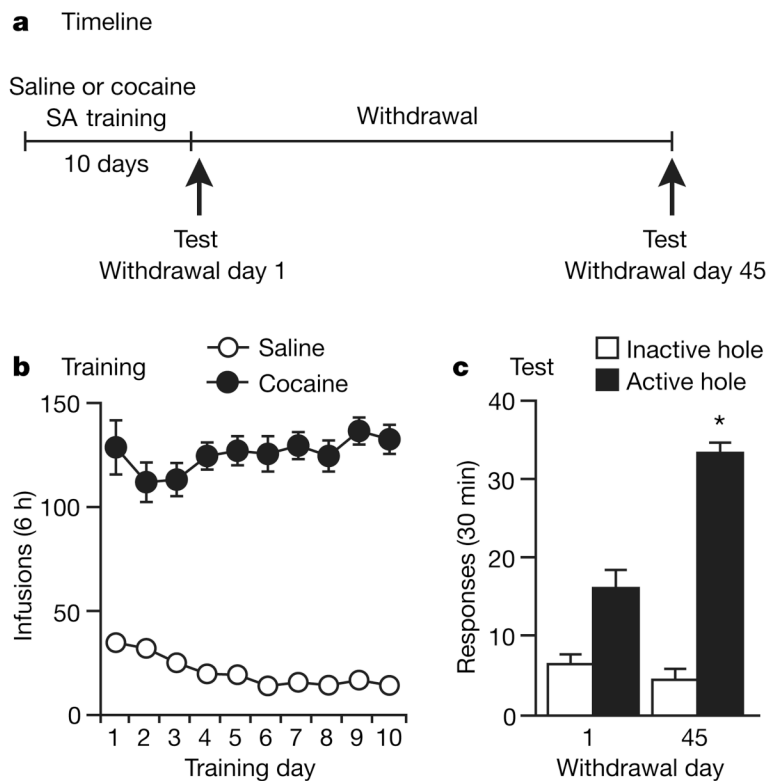 a Timeline
Saline or cocaine
SA training
Withdrawal
10 days
Test
Withdrawal day 1
Test
Withdrawal day 45
b Training
Saline
Cocaine
150
100
50
0
Infusions (6 h)
1 2 3 4 5 6 7 8 9 10
Training day
c Test
Inactive hole
Active hole
40
30
20
10
0
Responses (30 min)
*
1 45
Withdrawal day